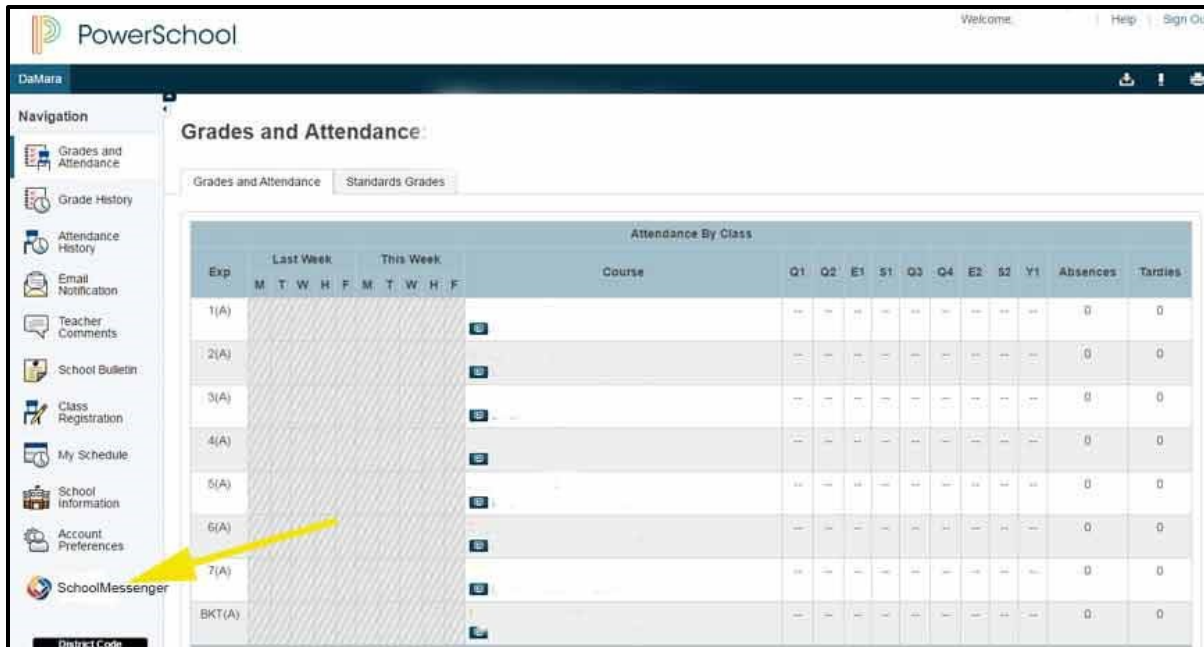 PowerSchool
Welcome, Help Sign Ou
DaMara
Navigation
Grades and
Attendance
Grade History
Attendance
History
Email
Notification
Teacher
Comments
School Bulletin
Class
Registration
My Schedule
School
Information
Account
Preferences
SchoolMessenger
District Code
Grades and Attendance:
Grades and Attendance Standards Grades
Attendance By Class
Exp Last Week This Week Course Q1 Q2 E1 S1 Q3 Q4 E2 S2 Y1 Absences Tardies
M T W H F M T W H F
1(A) -- -- -- -- -- -- -- -- -- 0 0
2(A) -- -- -- -- -- -- -- -- -- 0 0
3(A) -- -- -- -- -- -- -- -- -- 0 0
4(A) -- -- -- -- -- -- -- -- -- 0 0
5(A) -- -- -- -- -- -- -- -- -- 0 0
6(A) -- -- -- -- -- -- -- -- -- 0 0
7(A) -- -- -- -- -- -- -- -- -- 0 0
BKT(A) -- -- -- -- -- -- -- -- -- 0 0